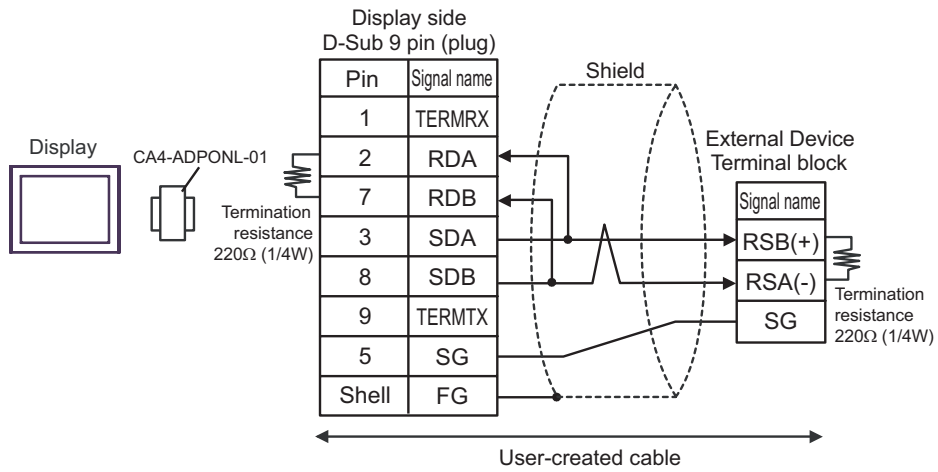 Display side
D-Sub 9 pin (plug)
Display
CA4-ADPONL-01
Termination
resistance
220Ω (1/4W)
Pin Signal name
1 TERMRX
2 RDA
7 RDB
3 SDA
8 SDB
9 TERMTX
5 SG
Shell FG
Shield
External Device
Terminal block
Signal name
RSB(+)
RSA(-)
SG
Termination
resistance
220Ω (1/4W)
User-created cable